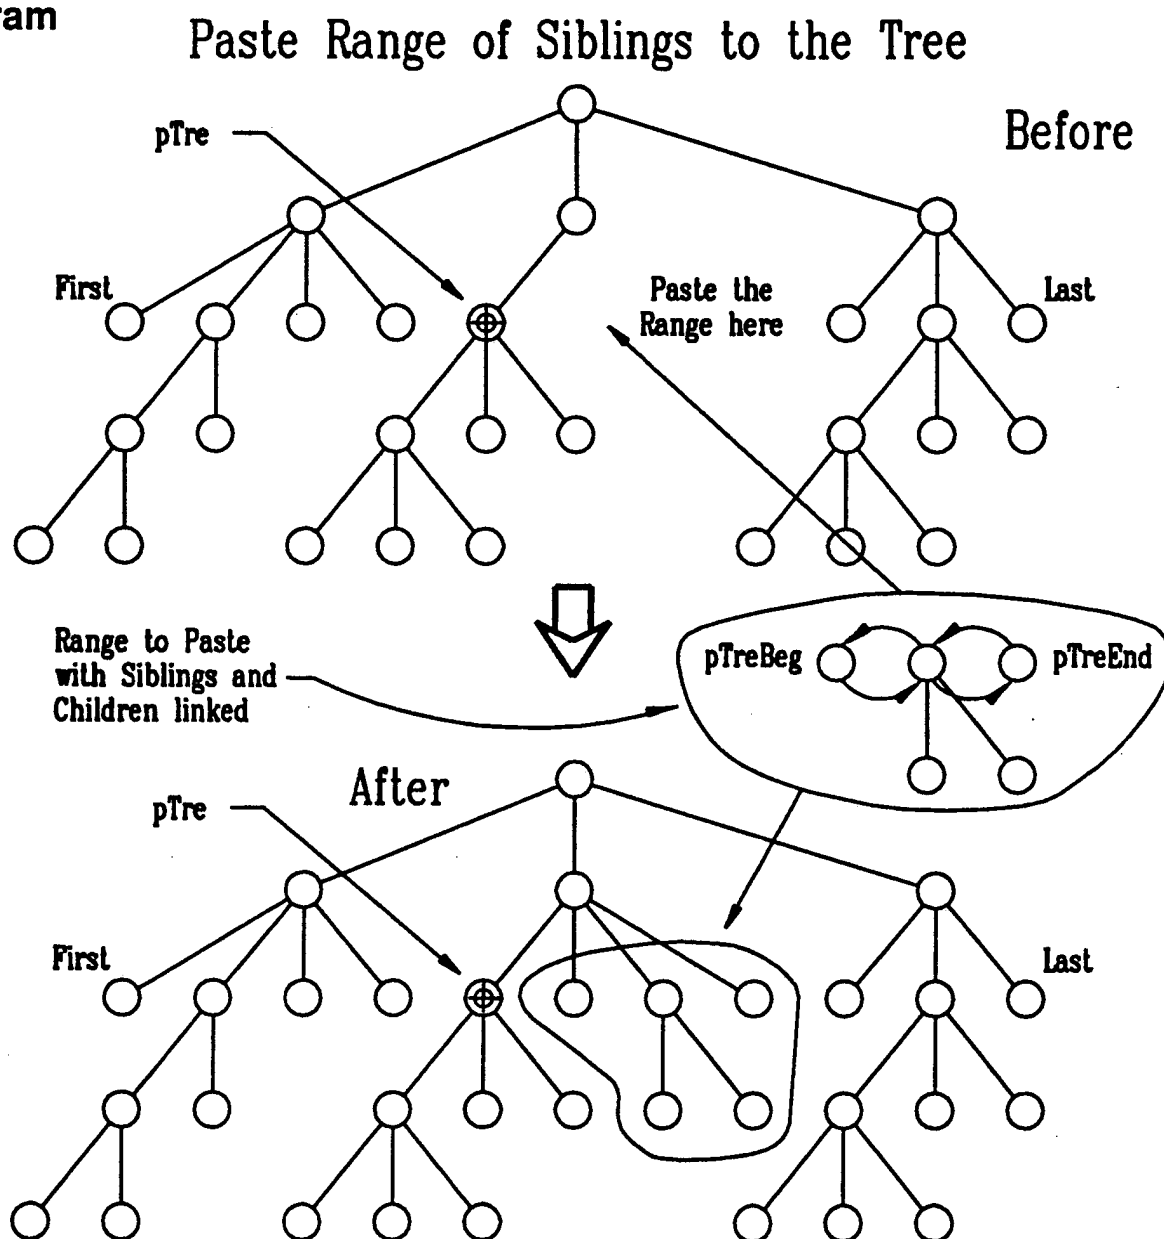 Paste Range of Siblings to the Tree
Before
pTre
First
Paste the
Range here
Last
Range to Paste
with Siblings and
Children linked
pTreBeg
pTreEnd
After
pTre
First
Last